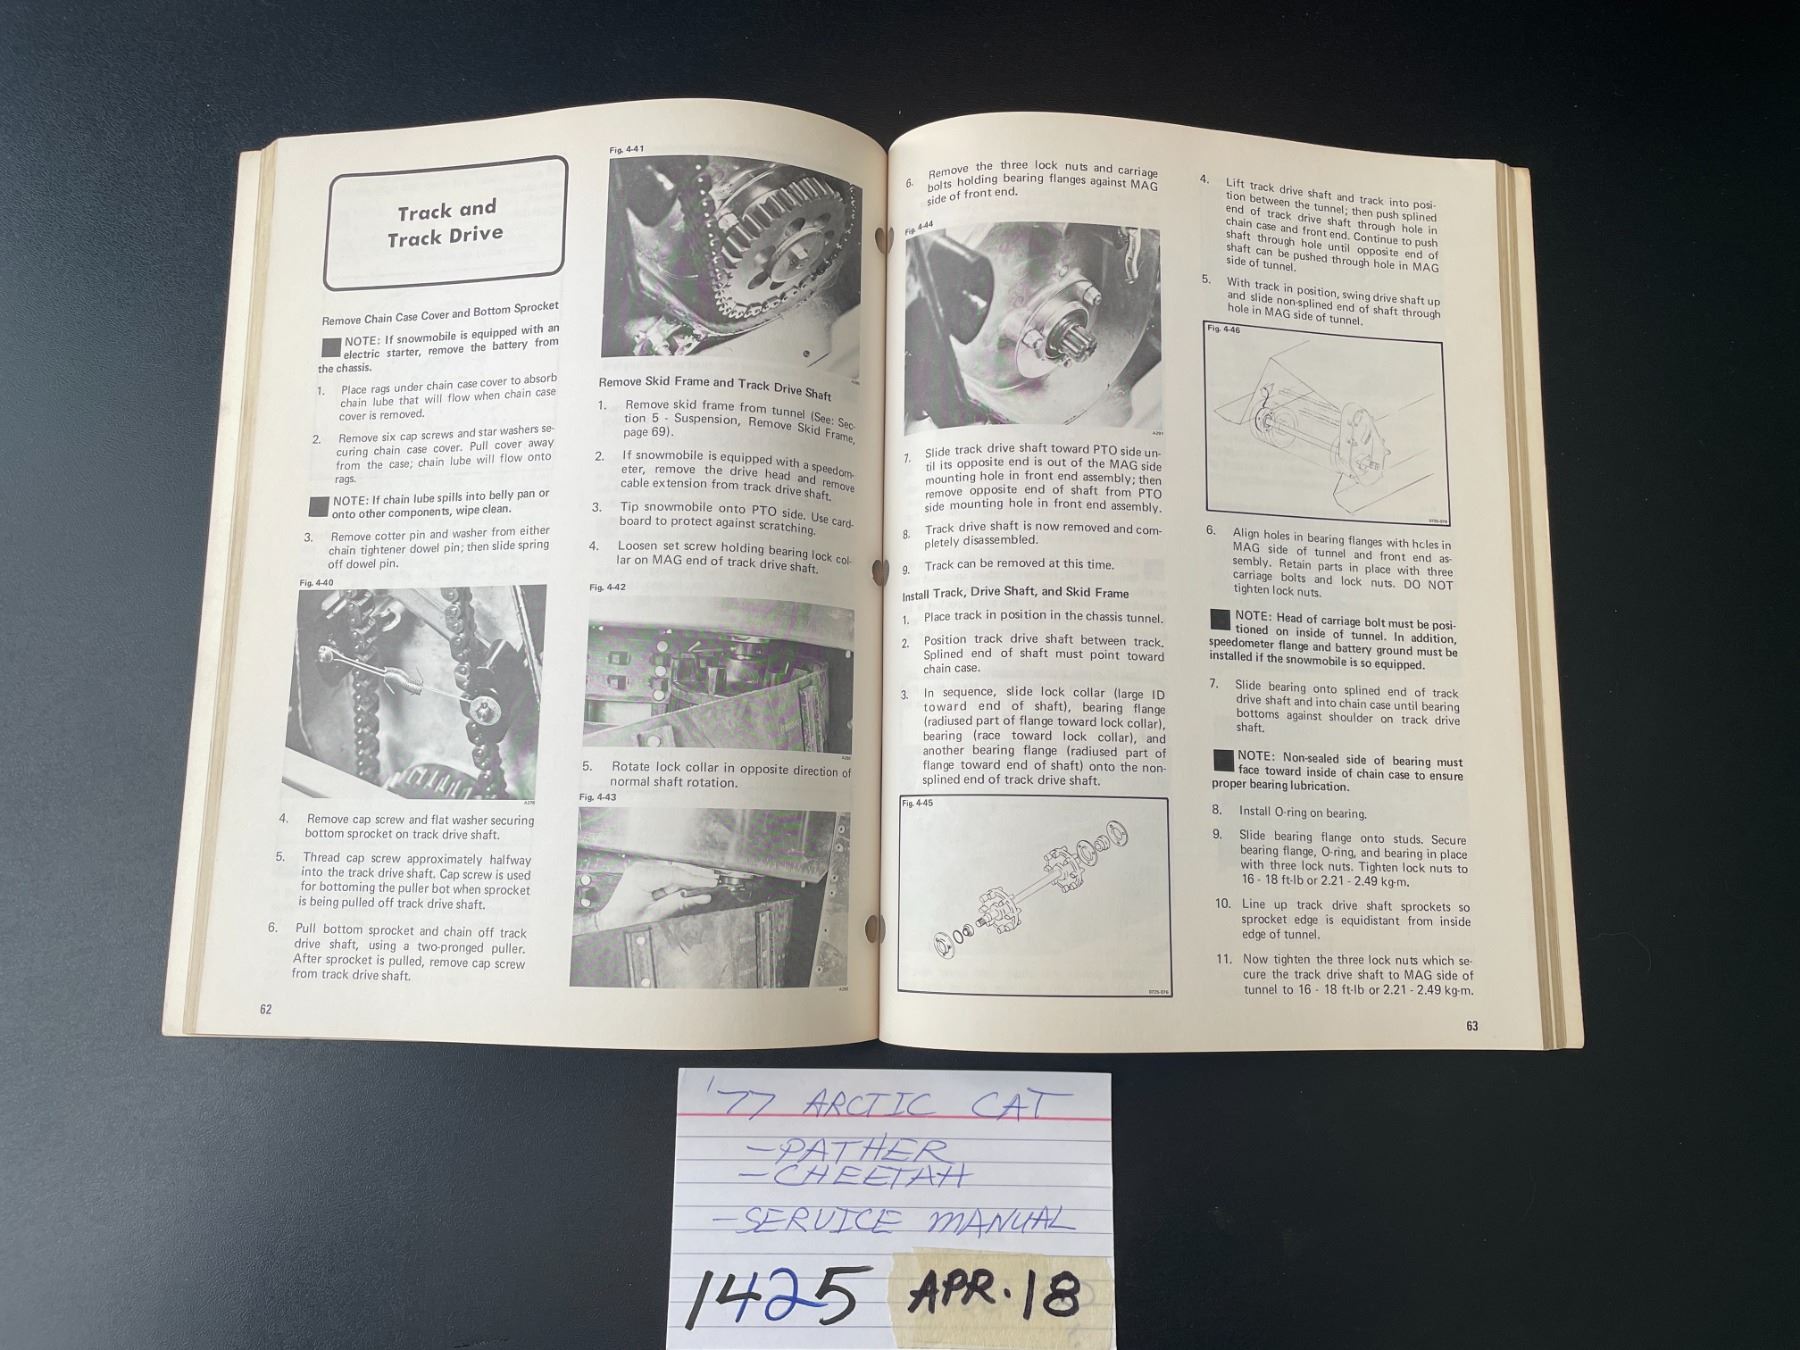 Track and
Track Drive
Remove Chain Case Cover and Bottom Sprocket
NOTE: If snowmobile is equipped with an
electric starter, remove the battery from
the chassis.
1. Place rags under chain case cover to absorb
chain lube that will flow when chain case
cover is removed.
2. Remove six cap screws and star washers se-
curing chain case cover. Pull cover away
from the case; chain lube will flow onto
rags.
NOTE: If chain lube spills into belly pan or
onto other components, wipe clean.
3. Remove cotter pin and washer from either
chain tightener dowel pin; then slide spring
off dowel pin.
Fig. 4-40
4. Remove cap screw and flat washer securing
bottom sprocket on track drive shaft.
5. Thread cap screw approximately halfway
into the track drive shaft. Cap screw is used
for bottoming the puller bot when sprocket
is being pulled off track drive shaft.
6. Pull bottom sprocket and chain off track
drive shaft, using a two-pronged puller.
After sprocket is pulled, remove cap screw
from track drive shaft.
62
Fig. 4-41
Remove Skid Frame and Track Drive Shaft
1. Remove skid frame from tunnel (See: Sec-
tion 5 - Suspension, Remove Skid Frame,
page 69).
2. If snowmobile is equipped with a speedom-
eter, remove the drive head and remove
cable extension from track drive shaft.
3. Tip snowmobile onto PTO side. Use card-
board to protect against scratching.
4. Loosen set screw holding bearing lock col-
lar on MAG end of track drive shaft.
Fig. 4-42
5. Rotate lock collar in opposite direction of
normal shaft rotation.
Fig. 4-43
6. Remove the three lock nuts and carriage
bolts holding bearing flanges against MAG
side of front end.
Fig. 4-44
A291
7. Slide track drive shaft toward PTO side un-
til its opposite end is out of the MAG side
mounting hole in front end assembly; then
remove opposite end of shaft from PTO
side mounting hole in front end assembly.
8. Track drive shaft is now removed and com-
pletely disassembled.
9. Track can be removed at this time.
Install Track, Drive Shaft, and Skid Frame
1. Place track in position in the chassis tunnel.
2. Position track drive shaft between track.
Splined end of shaft must point toward
chain case.
3. In sequence, slide lock collar (large ID
toward end of shaft), bearing flange
(radiused part of flange toward lock collar),
bearing (race toward lock collar), and
another bearing flange (radiused part of
flange toward end of shaft) onto the non-
splined end of track drive shaft.
Fig. 4-45
0725-076
4. Lift track drive shaft and track into posi-
tion between the tunnel; then push splined
end of track drive shaft through hole in
chain case and front end. Continue to push
shaft through hole until opposite end of
shaft can be pushed through hole in MAG
side of tunnel.
5. With track in position, swing drive shaft up
and slide non-splined end of shaft through
hole in MAG side of tunnel.
Fig. 4-46
6. Align holes in bearing flanges with holes in
MAG side of tunnel and front end as-
sembly. Retain parts in place with three
carriage bolts and lock nuts. DO NOT
tighten lock nuts.
NOTE: Head of carriage bolt must be posi-
tioned on inside of tunnel. In addition,
speedometer flange and battery ground must be
installed if the snowmobile is so equipped.
7. Slide bearing onto splined end of track
drive shaft and into chain case until bearing
bottoms against shoulder on track drive
shaft.
NOTE: Non-sealed side of bearing must
face toward inside of chain case to ensure
proper bearing lubrication.
8. Install O-ring on bearing.
9. Slide bearing flange onto studs. Secure
bearing flange, O-ring, and bearing in place
with three lock nuts. Tighten lock nuts to
16 - 18 ft-lb or 2.21 - 2.49 kg-m.
10. Line up track drive shaft sprockets so
sprocket edge is equidistant from inside
edge of tunnel.
11. Now tighten the three lock nuts which se-
cure the track drive shaft to MAG side of
tunnel to 16 - 18 ft-lb or 2.21 - 2.49 kg-m.
63
'77 ARCTIC CAT
-PATHER
-CHEETAH
-SERVICE MANUAL
1425 APR. 18